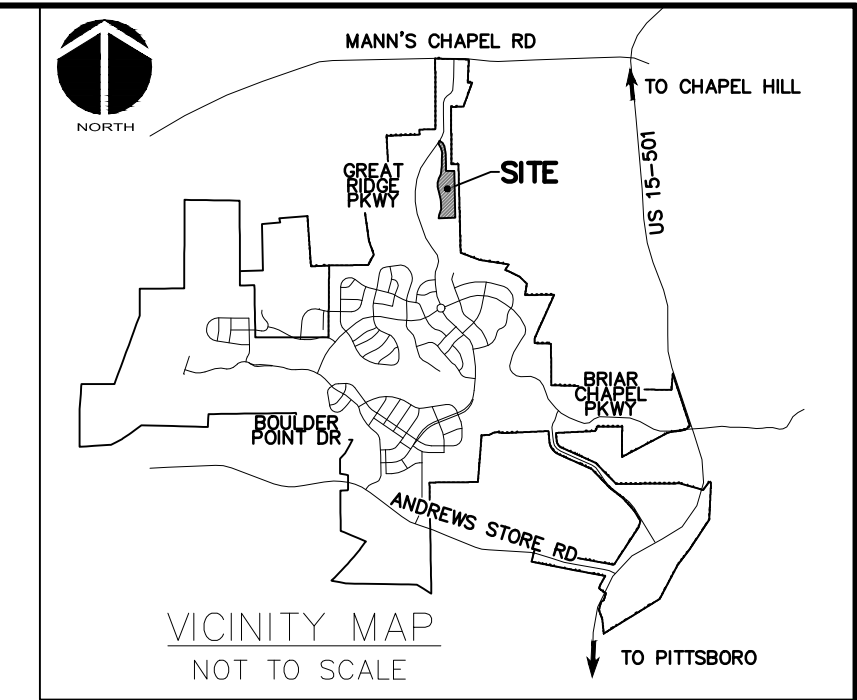 MANN'S CHAPEL RD
TO CHAPEL HILL
NORTH
US 15-501
GREAT
RIDGE
PKWY
SITE
BRIAR
CHAPEL
PKWY
BOULDER
POINT DR
ANDREWS STORE RD
VICINITY MAP
NOT TO SCALE
TO PITTSBORO